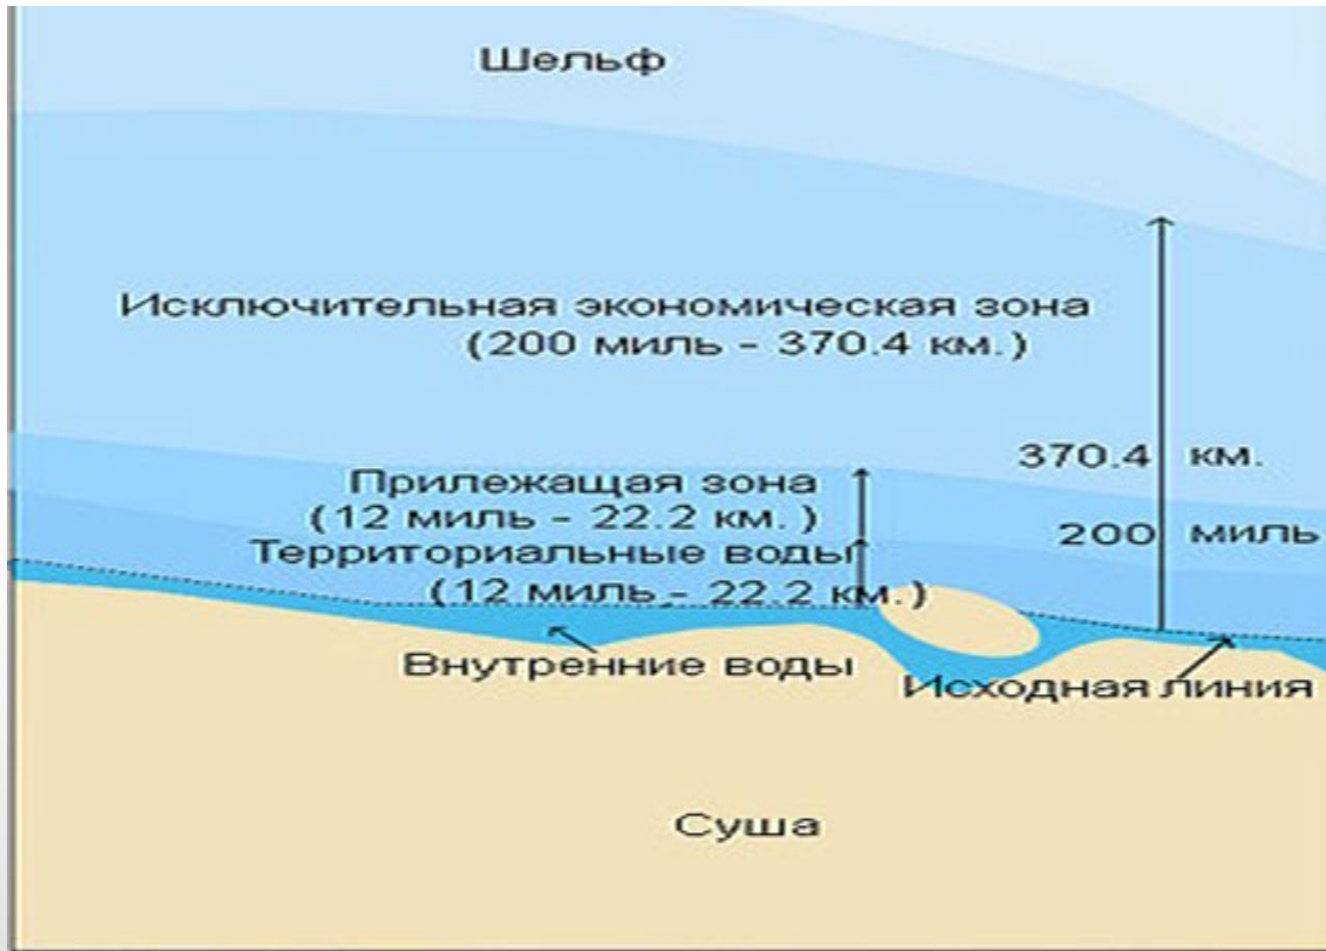 Шельф
Исключительная экономическая зона
(200 миль - 370.4 км.)
370.4 км.
Прилежащая зона
(12 миль - 22.2 км.)
200 миль
Территориальные воды
(12 миль - 22.2 км.)
Внутренние воды
Исходная линия
Суша